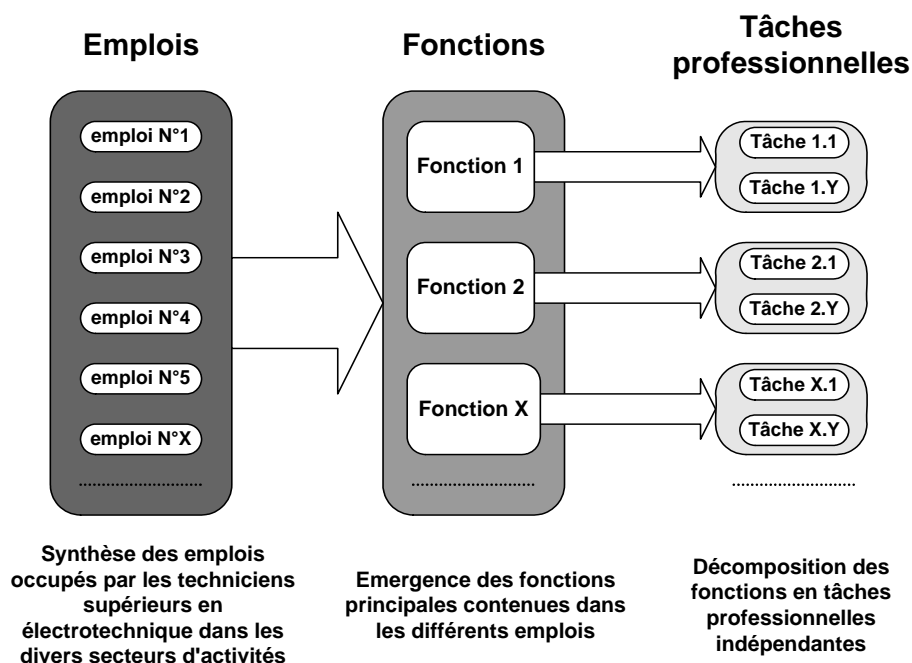 Emplois
emploi N°1
emploi N°2
emploi N°3
emploi N°4
emploi N°5
emploi N°X
Synthèse des emplois
occupés par les techniciens
supérieurs en
électrotechnique dans les
divers secteurs d'activités
Fonctions
Fonction 1
Fonction 2
Fonction X
Emergence des fonctions
principales contenues dans
les différents emplois
Tâches
professionnelles
Tâche 1.1
Tâche 1.Y
Tâche 2.1
Tâche 2.Y
Tâche X.1
Tâche X.Y
Décomposition des
fonctions en tâches
professionnelles
indépendantes